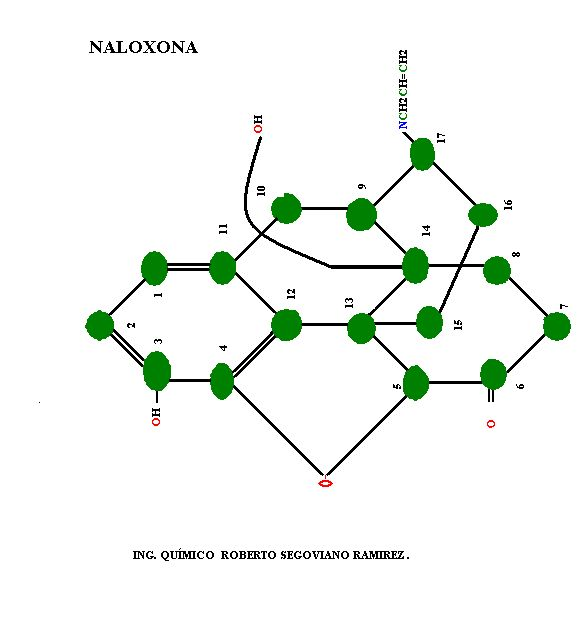 NALOXONA
NCH2CH=CH2
OH
17
10
9
16
11
14
8
1
12
13
7
2
15
3
4
5
6
OH
O
O
ING. QUÍMICO ROBERTO SEGOVIANO RAMIREZ.